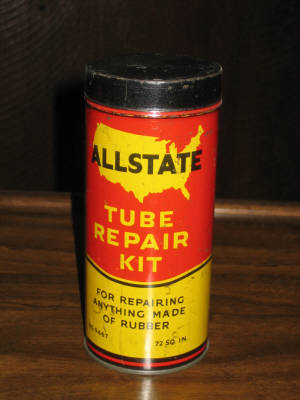 ALLSTATE
TUBE
REPAIR
KIT
FOR REPAIRING
ANYTHING MADE
OF RUBBER
72 SQ. IN.